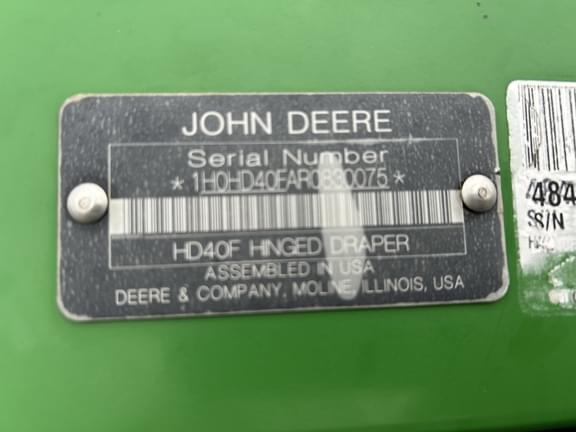 JOHN DEERE
Serial Number
*1H0HD40FAR0830075*
HD40F HINGED DRAPER
ASSEMBLED IN USA
DEERE & COMPANY, MOLINE, ILLINOIS, USA
484
S/N